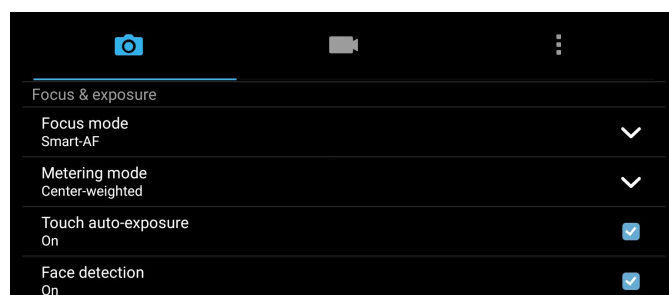 Focus & exposure
Focus mode
Smart-AF
Metering mode
Center-weighted
Touch auto-exposure
On
Face detection
On